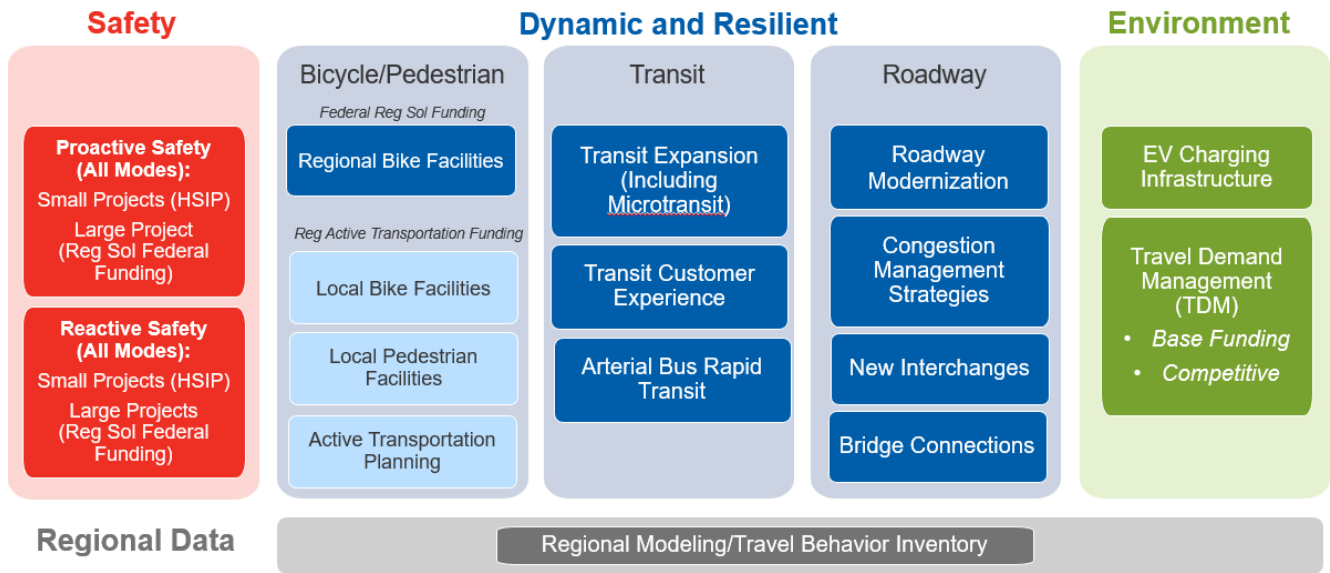 Safety
Dynamic and Resilient
Environment
Proactive Safety
(All Modes):
Small Projects (HSIP)
Large Project
(Reg Sol Federal
Funding)
Reactive Safety
(All Modes):
Small Projects (HSIP)
Large Projects
(Reg Sol Federal
Funding)
Bicycle/Pedestrian
Federal Reg Sol Funding
Regional Bike Facilities
Reg Active Transportation Funding
Local Bike Facilities
Local Pedestrian
Facilities
Active Transportation
Planning
Transit
Transit Expansion
(Including
Microtransit)
Transit Customer
Experience
Arterial Bus Rapid
Transit
Roadway
Roadway
Modernization
Congestion
Management
Strategies
New Interchanges
Bridge Connections
EV Charging
Infrastructure
Travel Demand
Management
(TDM)
• Base Funding
• Competitive
Regional Data
Regional Modeling/Travel Behavior Inventory